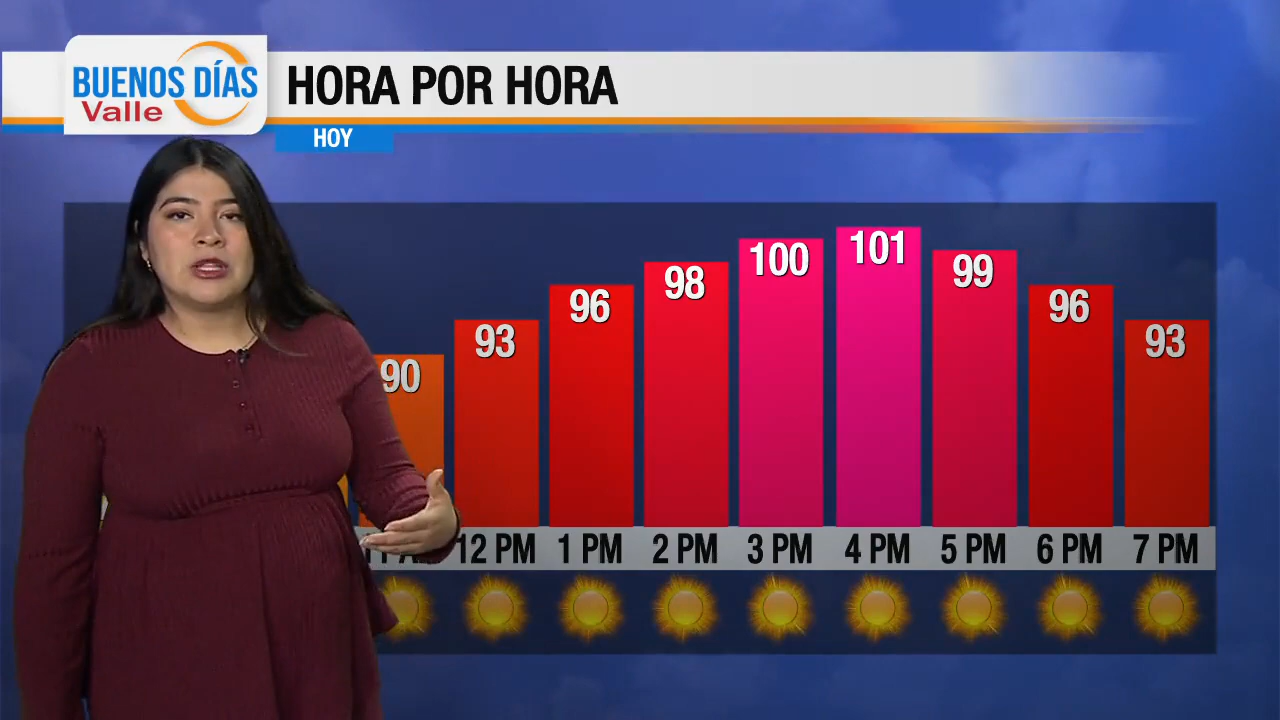 BUENOS DÍAS
Valle
HORA POR HORA
HOY
90 93 96 98 100 101 99 96 93
12 PM 1 PM 2 PM 3 PM 4 PM 5 PM 6 PM 7 PM